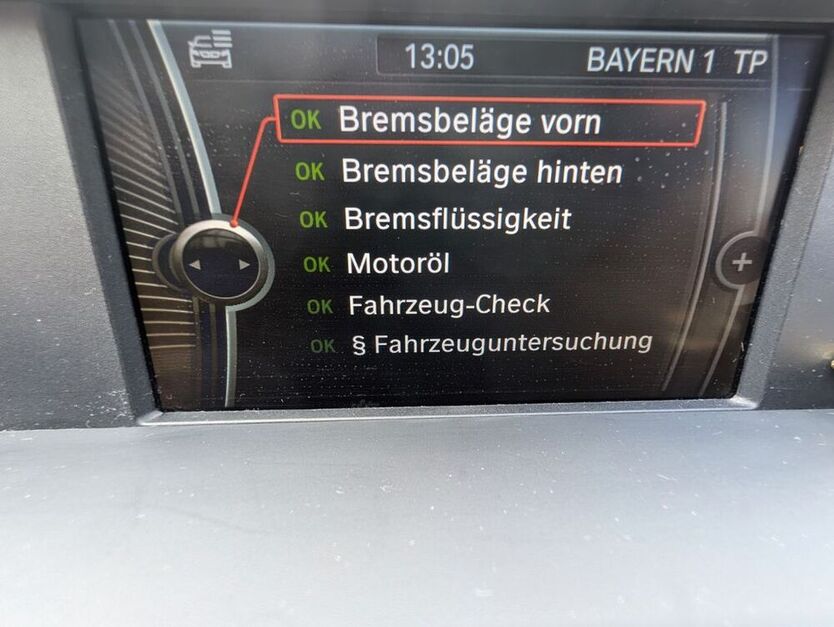 13:05 BAYERN 1 TP
OK Bremsbeläge vorn
OK Bremsbeläge hinten
OK Bremsflüssigkeit
OK Motoröl
OK Fahrzeug-Check
OK § Fahrzeuguntersuchung